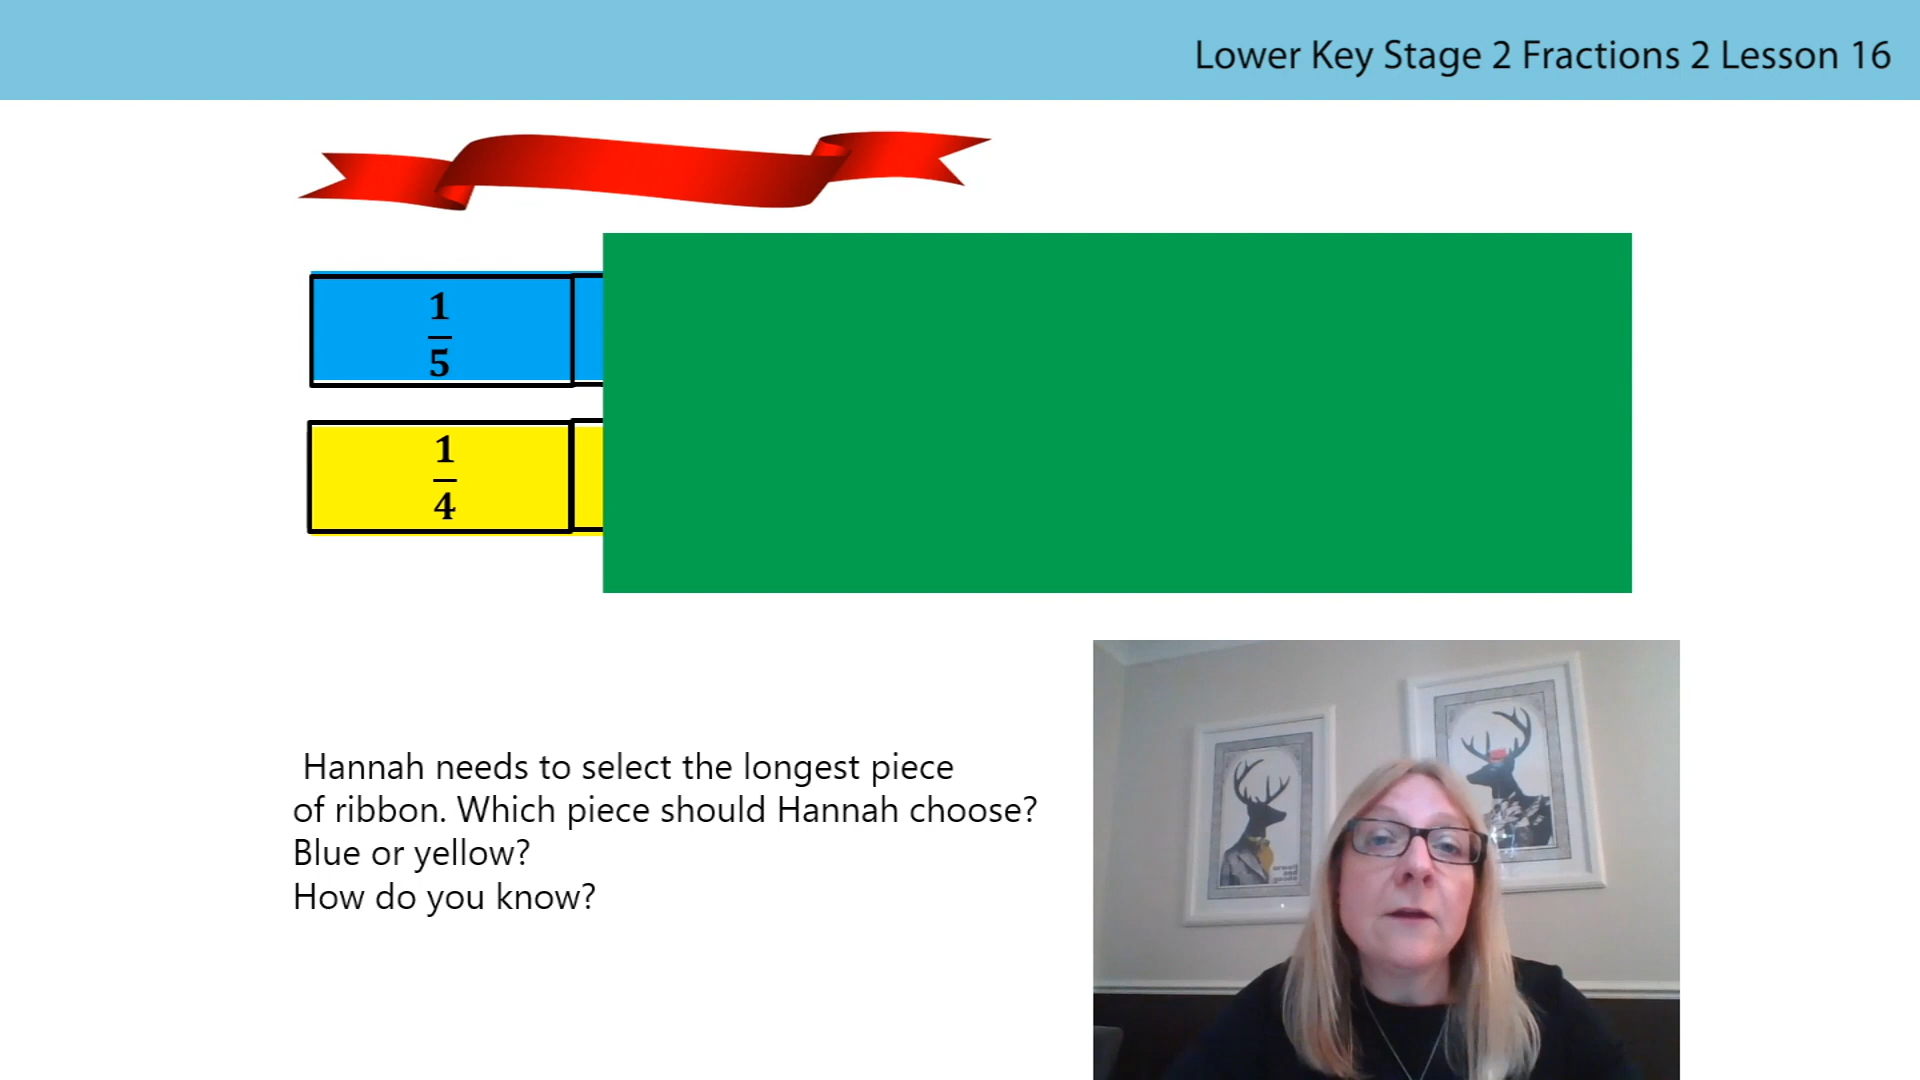 Lower Key Stage 2 Fractions 2 Lesson 16
1
5
1
4
Hannah needs to select the longest piece
of ribbon. Which piece should Hannah choose?
Blue or yellow?
How do you know?